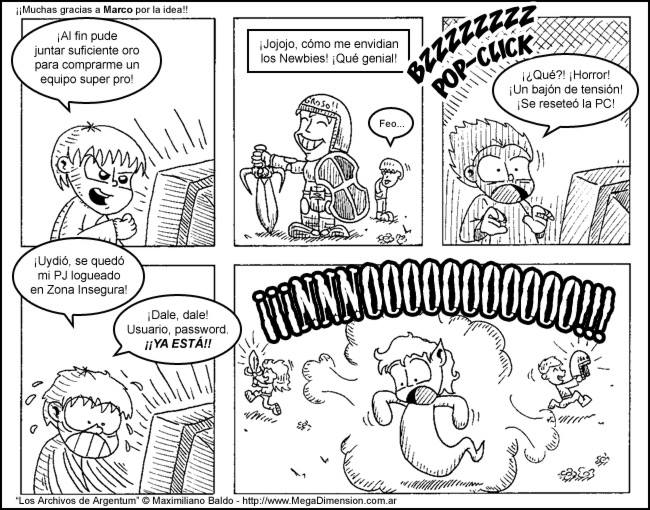 ¡¡Muchas gracias a Marco por la idea!!
¡Al fin pude
juntar suficiente oro
para comprarme un
equipo super pro!
¡Jojojo, cómo me envidian
los Newbies! ¡Qué genial!
GROSO!!
Feo...
BZZZZZZZZZ
POP-CLICK
¡¿Qué?! ¡Horror!
¡Un bajón de tensión!
¡Se reseteó la PC!
¡Uydió, se quedó
mi PJ logueado
en Zona Insegura!
¡Dale, dale!
Usuario, password.
¡¡YA ESTÁ!!
¡¡¡NNNOOOOOOOOOOO!!!
"Los Archivos de Argentum" © Maximiliano Baldo - http://www.MegaDimension.com.ar